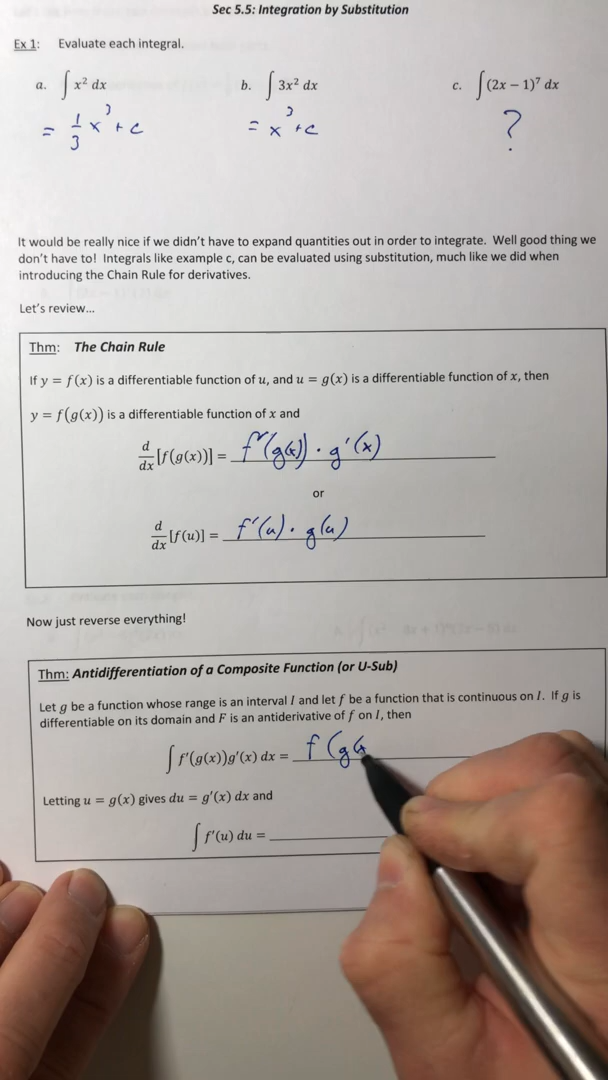 Sec 5.5: Integration by Substitution
Ex 1: Evaluate each integral.
a. ∫ x² dx b. ∫ 3x² dx c. ∫(2x − 1)⁷ dx
= 1/3 x³ + c = x³ + c ?
It would be really nice if we didn't have to expand quantities out in order to integrate. Well good thing we
don't have to! Integrals like example c, can be evaluated using substitution, much like we did when
introducing the Chain Rule for derivatives.
Let's review...
Thm: The Chain Rule
If y = f(x) is a differentiable function of u, and u = g(x) is a differentiable function of x, then
y = f(g(x)) is a differentiable function of x and
d/dx [f(g(x))] = f'(g(x)) · g'(x)
or
d/dx [f(u)] = f'(u) · g(u)
Now just reverse everything!
Thm: Antidifferentiation of a Composite Function (or U-Sub)
Let g be a function whose range is an interval I and let f be a function that is continuous on I. If g is
differentiable on its domain and F is an antiderivative of f on I, then
∫ f'(g(x))g'(x) dx = f(g(x
Letting u = g(x) gives du = g'(x) dx and
∫ f'(u) du =